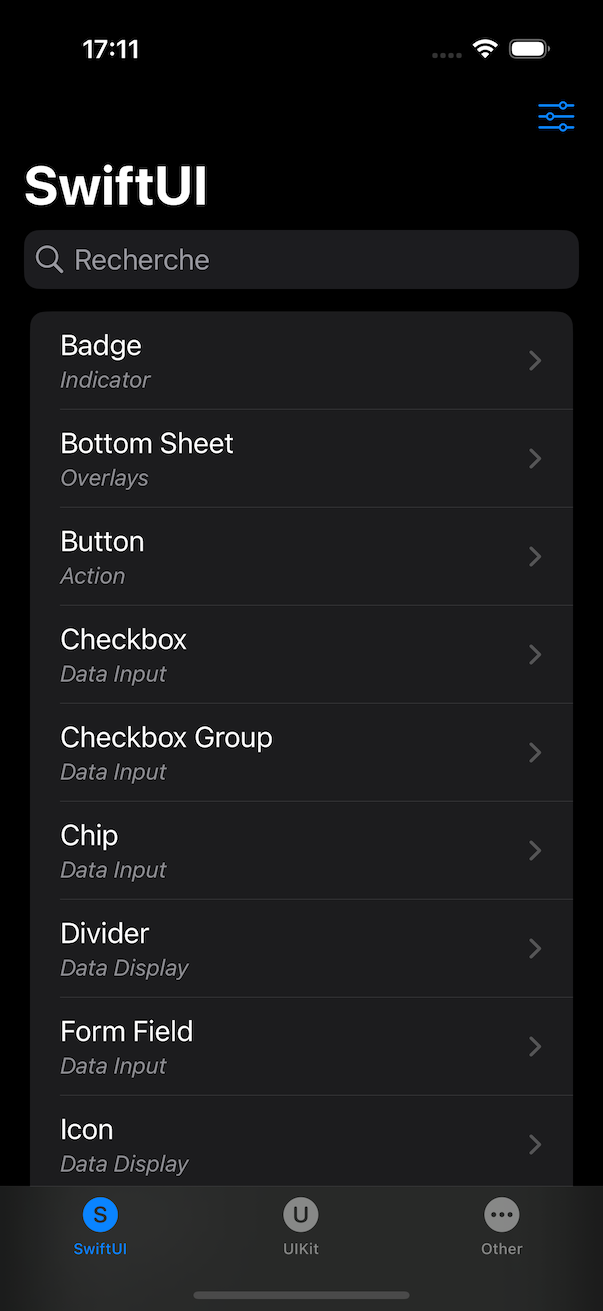 17:11
SwiftUI
Recherche
Badge
Indicator
Bottom Sheet
Overlays
Button
Action
Checkbox
Data Input
Checkbox Group
Data Input
Chip
Data Input
Divider
Data Display
Form Field
Data Input
Icon
Data Display
S
U
SwiftUI
UIKit
Other